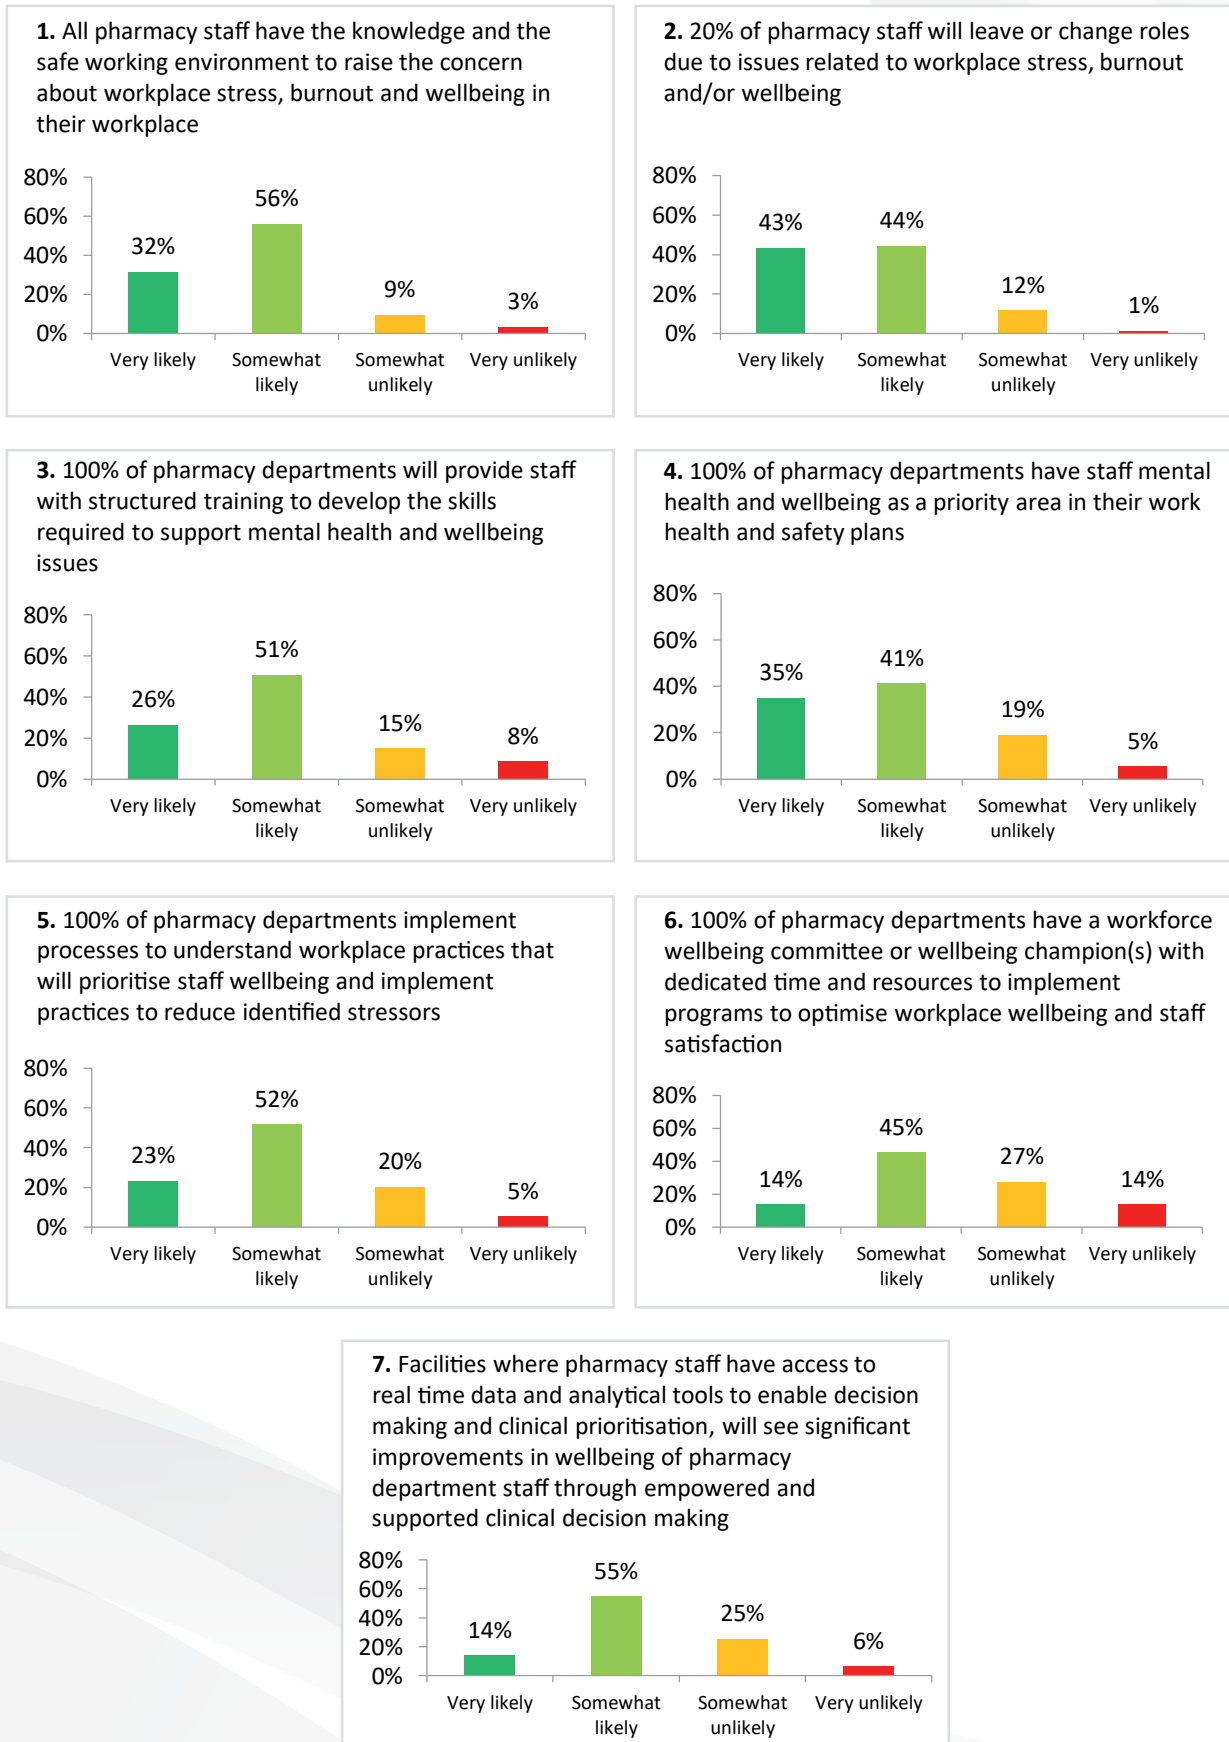 1. All pharmacy staff have the knowledge and the
safe working environment to raise the concern
about workplace stress, burnout and wellbeing in
their workplace
80%
60%
40%
20%
0%
32%
56%
9%
3%
Very likely
Somewhat
likely
Somewhat
unlikely
Very unlikely
2. 20% of pharmacy staff will leave or change roles
due to issues related to workplace stress, burnout
and/or wellbeing
80%
60%
40%
20%
0%
43%
44%
12%
1%
Very likely
Somewhat
likely
Somewhat
unlikely
Very unlikely
3. 100% of pharmacy departments will provide staff
with structured training to develop the skills
required to support mental health and wellbeing
issues
80%
60%
40%
20%
0%
26%
51%
15%
8%
Very likely
Somewhat
likely
Somewhat
unlikely
Very unlikely
4. 100% of pharmacy departments have staff mental
health and wellbeing as a priority area in their work
health and safety plans
80%
60%
40%
20%
0%
35%
41%
19%
5%
Very likely
Somewhat
likely
Somewhat
unlikely
Very unlikely
5. 100% of pharmacy departments implement
processes to understand workplace practices that
will prioritise staff wellbeing and implement
practices to reduce identified stressors
80%
60%
40%
20%
0%
23%
52%
20%
5%
Very likely
Somewhat
likely
Somewhat
unlikely
Very unlikely
6. 100% of pharmacy departments have a workforce
wellbeing committee or wellbeing champion(s) with
dedicated time and resources to implement
programs to optimise workplace wellbeing and staff
satisfaction
80%
60%
40%
20%
0%
14%
45%
27%
14%
Very likely
Somewhat
likely
Somewhat
unlikely
Very unlikely
7. Facilities where pharmacy staff have access to
real time data and analytical tools to enable decision
making and clinical prioritisation, will see significant
improvements in wellbeing of pharmacy
department staff through empowered and
supported clinical decision making
80%
60%
40%
20%
0%
14%
55%
25%
6%
Very likely
Somewhat
likely
Somewhat
unlikely
Very unlikely